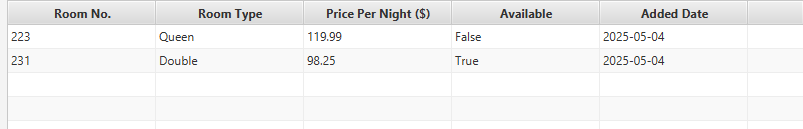 Room No. Room Type Price Per Night ($) Available Added Date
223 Queen 119.99 False 2025-05-04
231 Double 98.25 True 2025-05-04